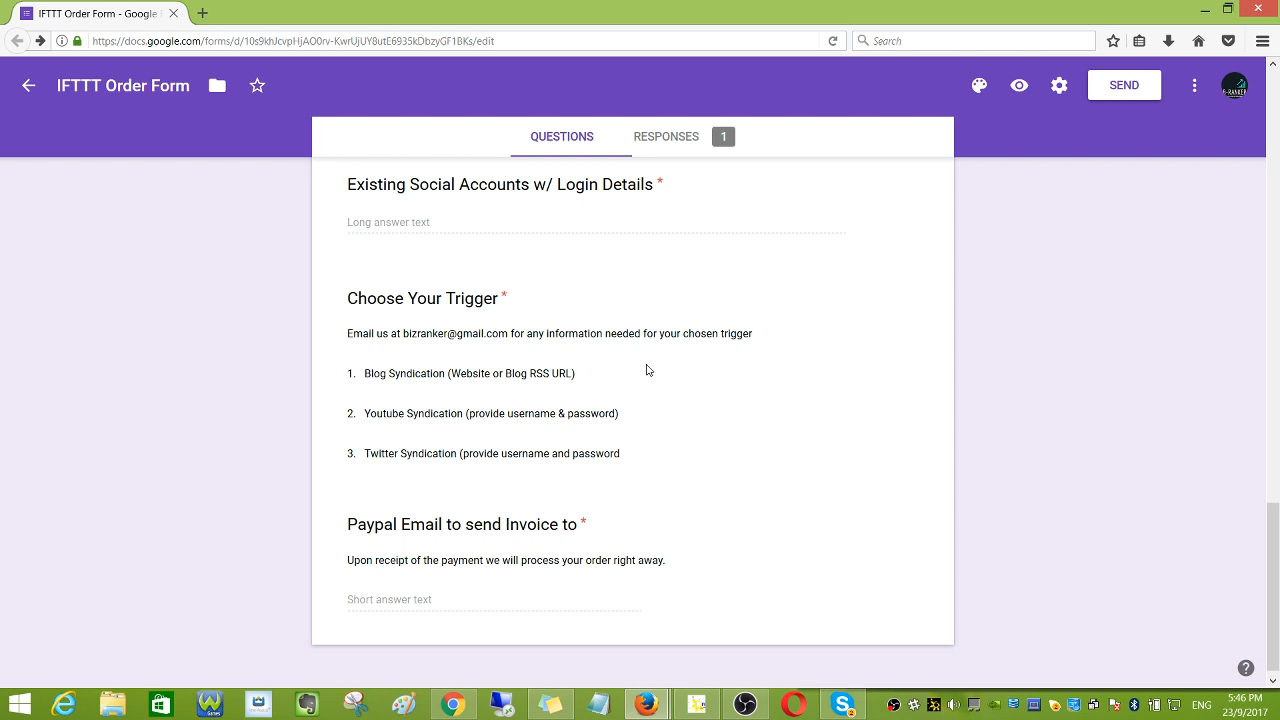 IFTTT Order Form - Google
https://docs.google.com/forms/d/10s9khJcvpHjAO0rv-KwrUjUY8utE6935kDbzyGF1BKs/edit
Search
IFTTT Order Form
SEND
QUESTIONS
RESPONSES 1
Existing Social Accounts w/ Login Details *
Long answer text
Choose Your Trigger *
Email us at bizranker@gmail.com for any information needed for your chosen trigger
1. Blog Syndication (Website or Blog RSS URL)
2. Youtube Syndication (provide username & password)
3. Twitter Syndication (provide username and password
Paypal Email to send Invoice to *
Upon receipt of the payment we will process your order right away.
Short answer text
ENG
5:46 PM
23/9/2017